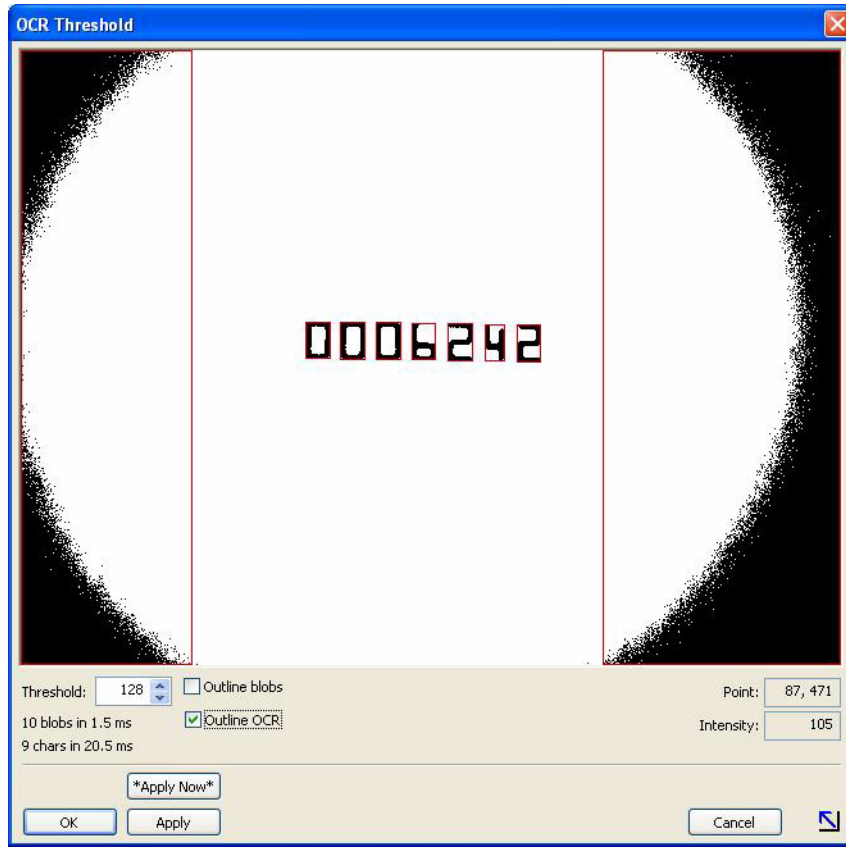 OCR Threshold
0006242
Threshold: 128 Outline blobs Point: 87, 471
10 blobs in 1.5 ms Outline OCR Intensity: 105
9 chars in 20.5 ms
*Apply Now*
OK Apply Cancel